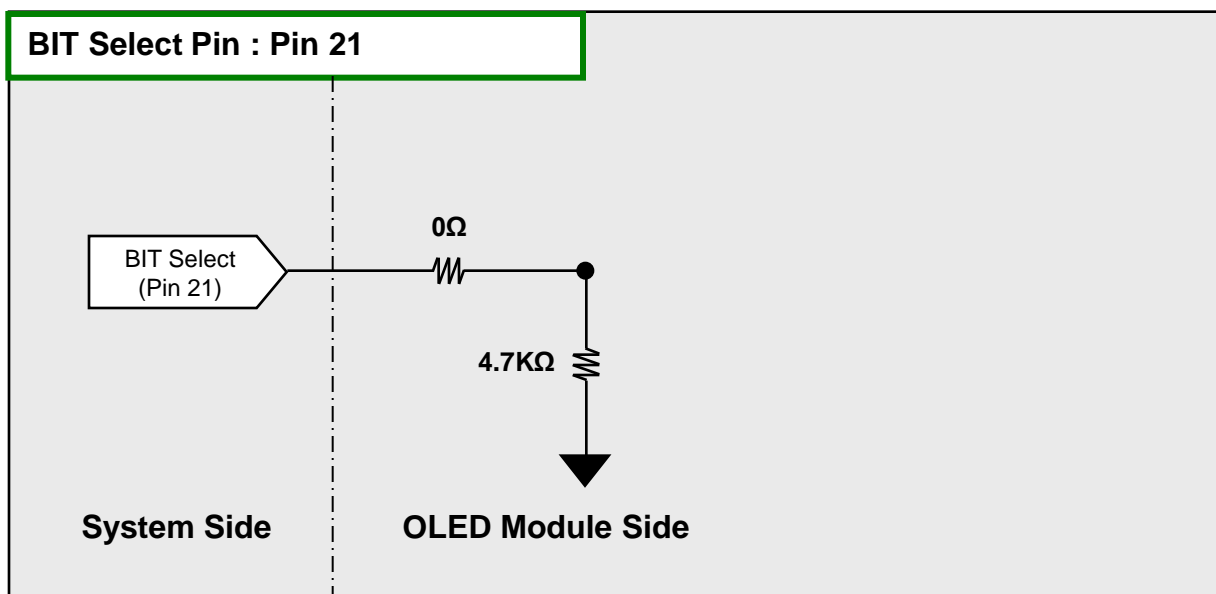 BIT Select Pin : Pin 21
0Ω
BIT Select
(Pin 21)
4.7KΩ
System Side
OLED Module Side